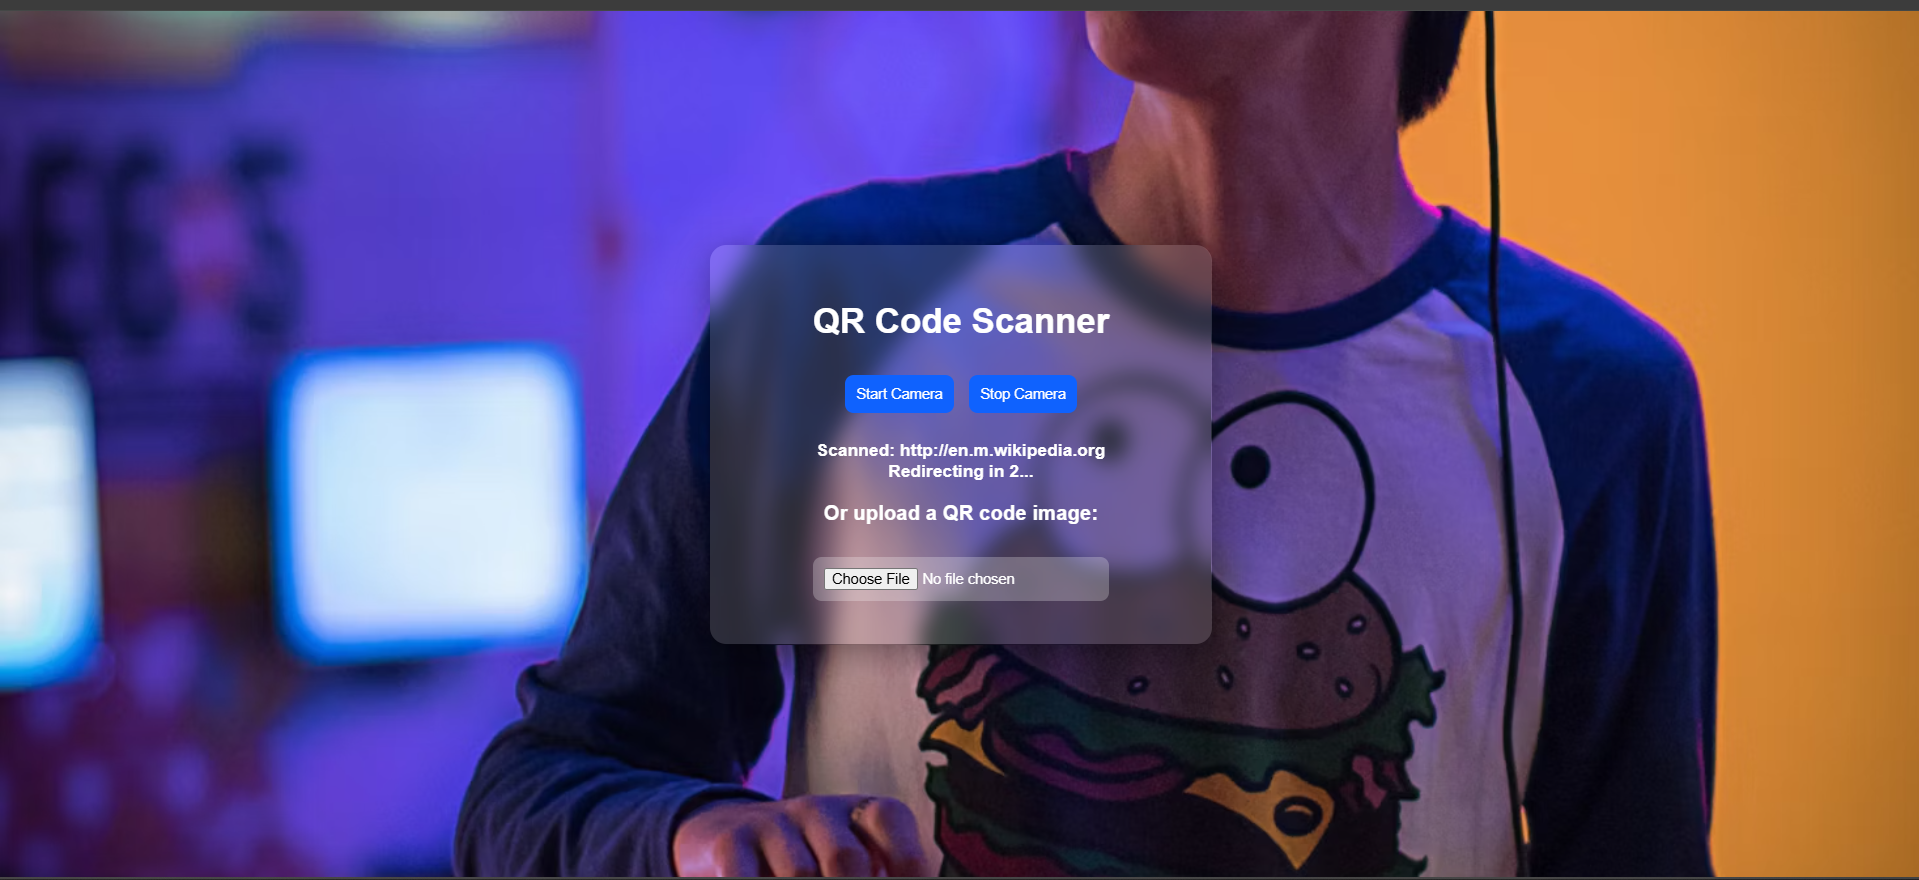 QR Code Scanner
Start Camera Stop Camera
Scanned: http://en.m.wikipedia.org
Redirecting in 2...
Or upload a QR code image:
Choose File No file chosen